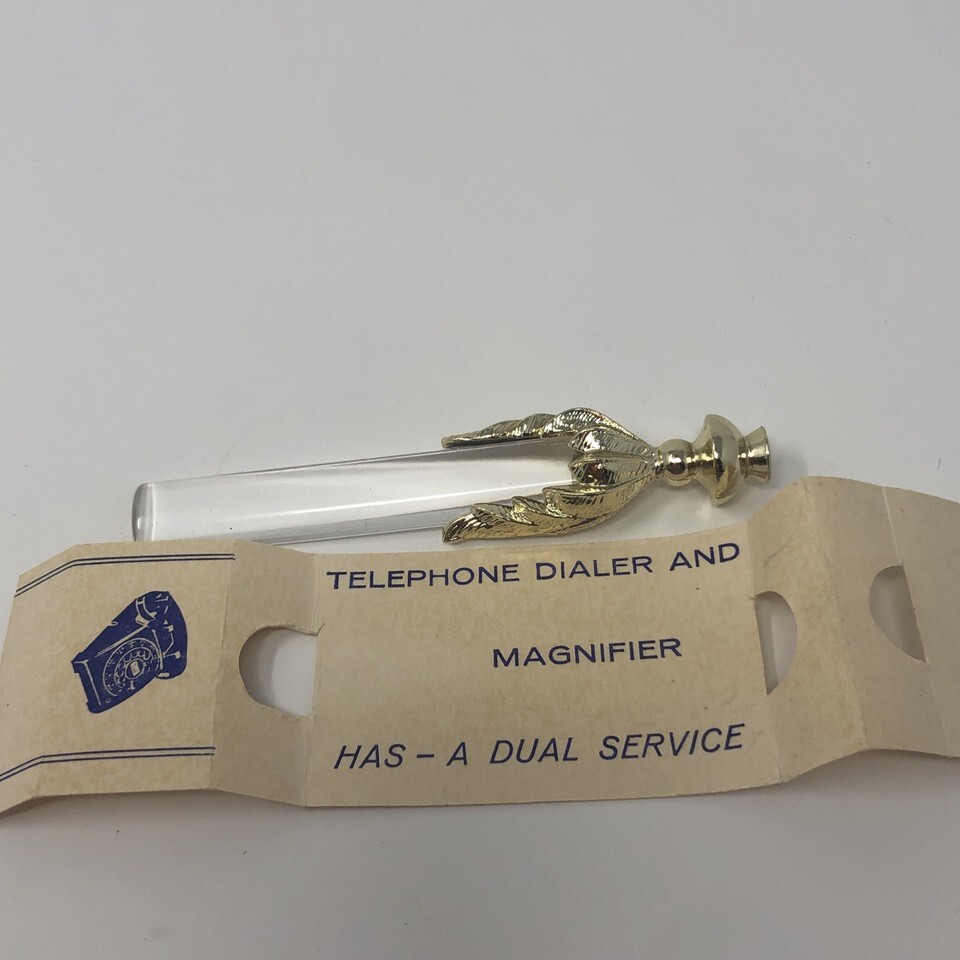 TELEPHONE DIALER AND
MAGNIFIER
HAS – A DUAL SERVICE